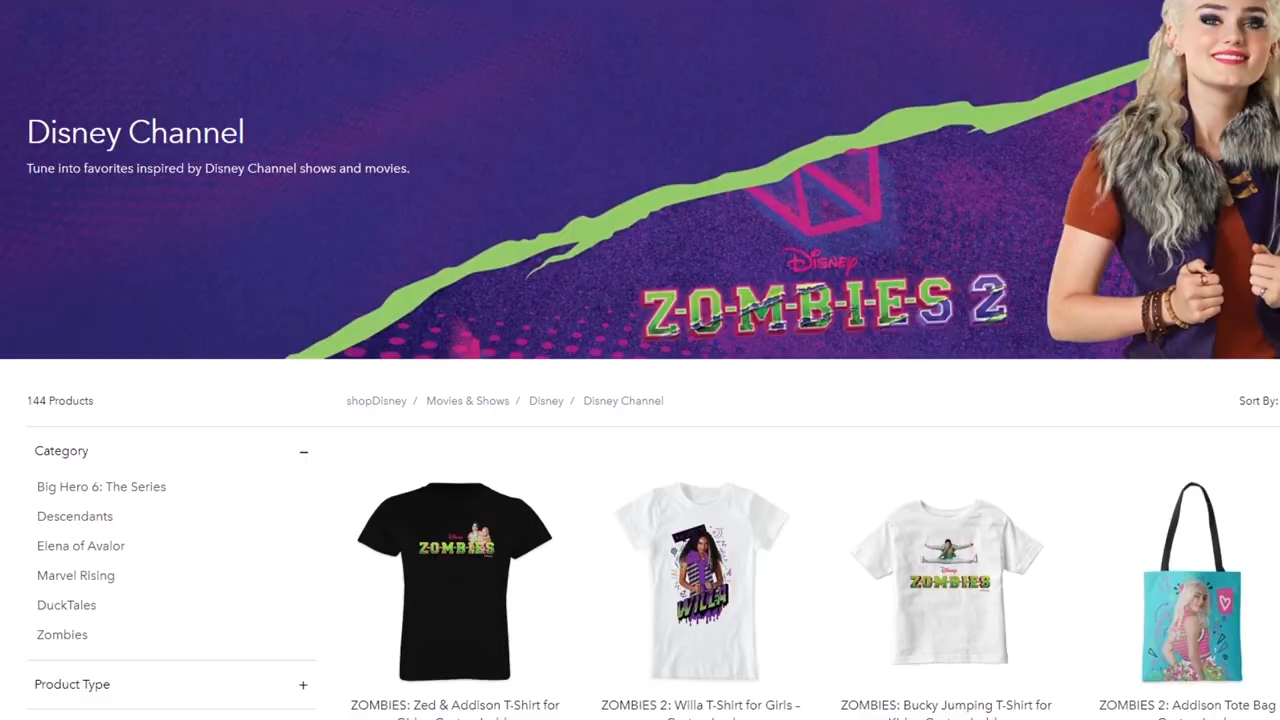 Disney Channel
Tune into favorites inspired by Disney Channel shows and movies.
Disney
Z-O-M-B-I-E-S 2
144 Products
shopDisney / Movies & Shows / Disney / Disney Channel
Sort By:
Category
Big Hero 6: The Series
Descendants
Elena of Avalor
Marvel Rising
DuckTales
Zombies
Product Type
Disney
Z-O-M-B-I-E-S
WILLA
Disney
ZOMBIES
ZOMBIES: Zed & Addison T-Shirt for
ZOMBIES 2: Willa T-Shirt for Girls –
ZOMBIES: Bucky Jumping T-Shirt for
ZOMBIES 2: Addison Tote Bag